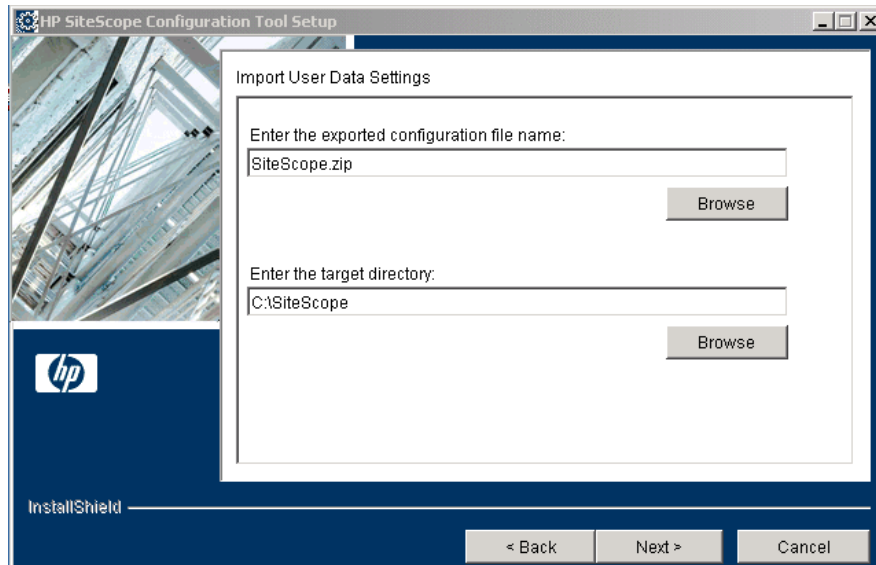 HP SiteScope Configuration Tool Setup
Import User Data Settings
Enter the exported configuration file name:
SiteScope.zip
Browse
Enter the target directory:
C:\SiteScope
Browse
hp
InstallShield
< Back Next > Cancel